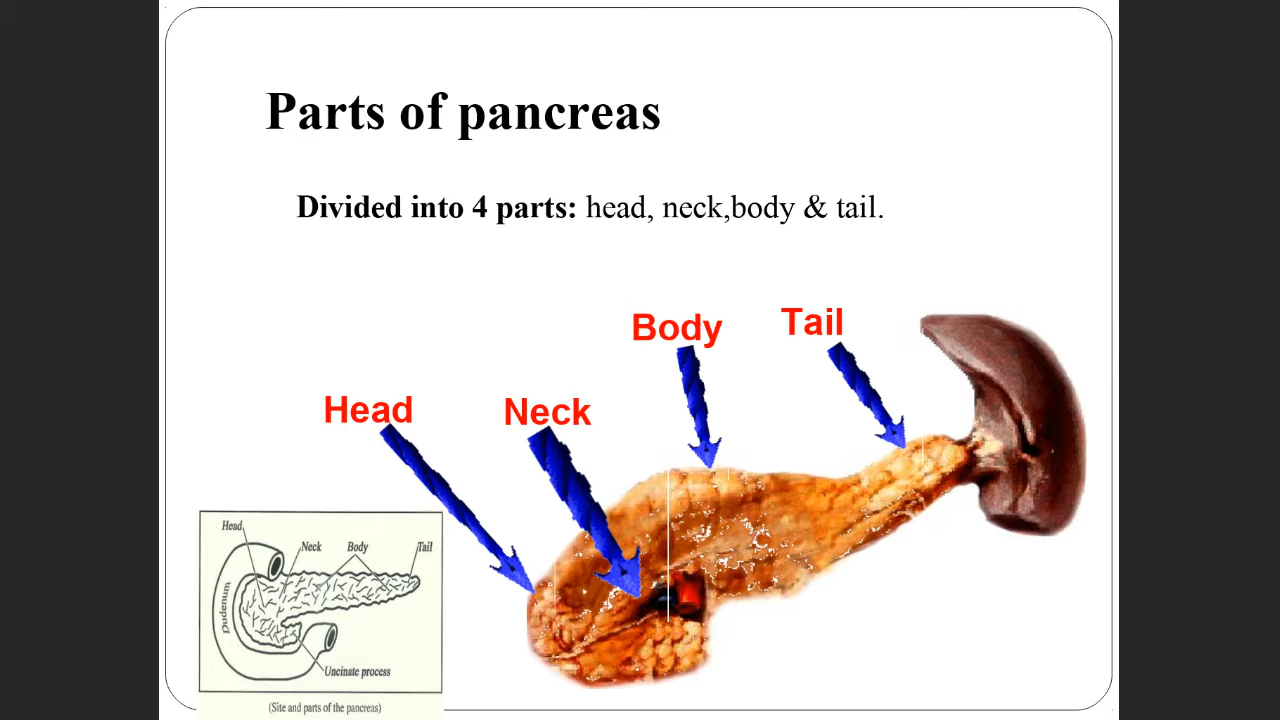 Parts of pancreas
Divided into 4 parts: head, neck,body & tail.
Body
Tail
Head
Neck
Head
Neck
Body
Tail
Dudenum
Uncinate process
(Site and parts of the pancreas)